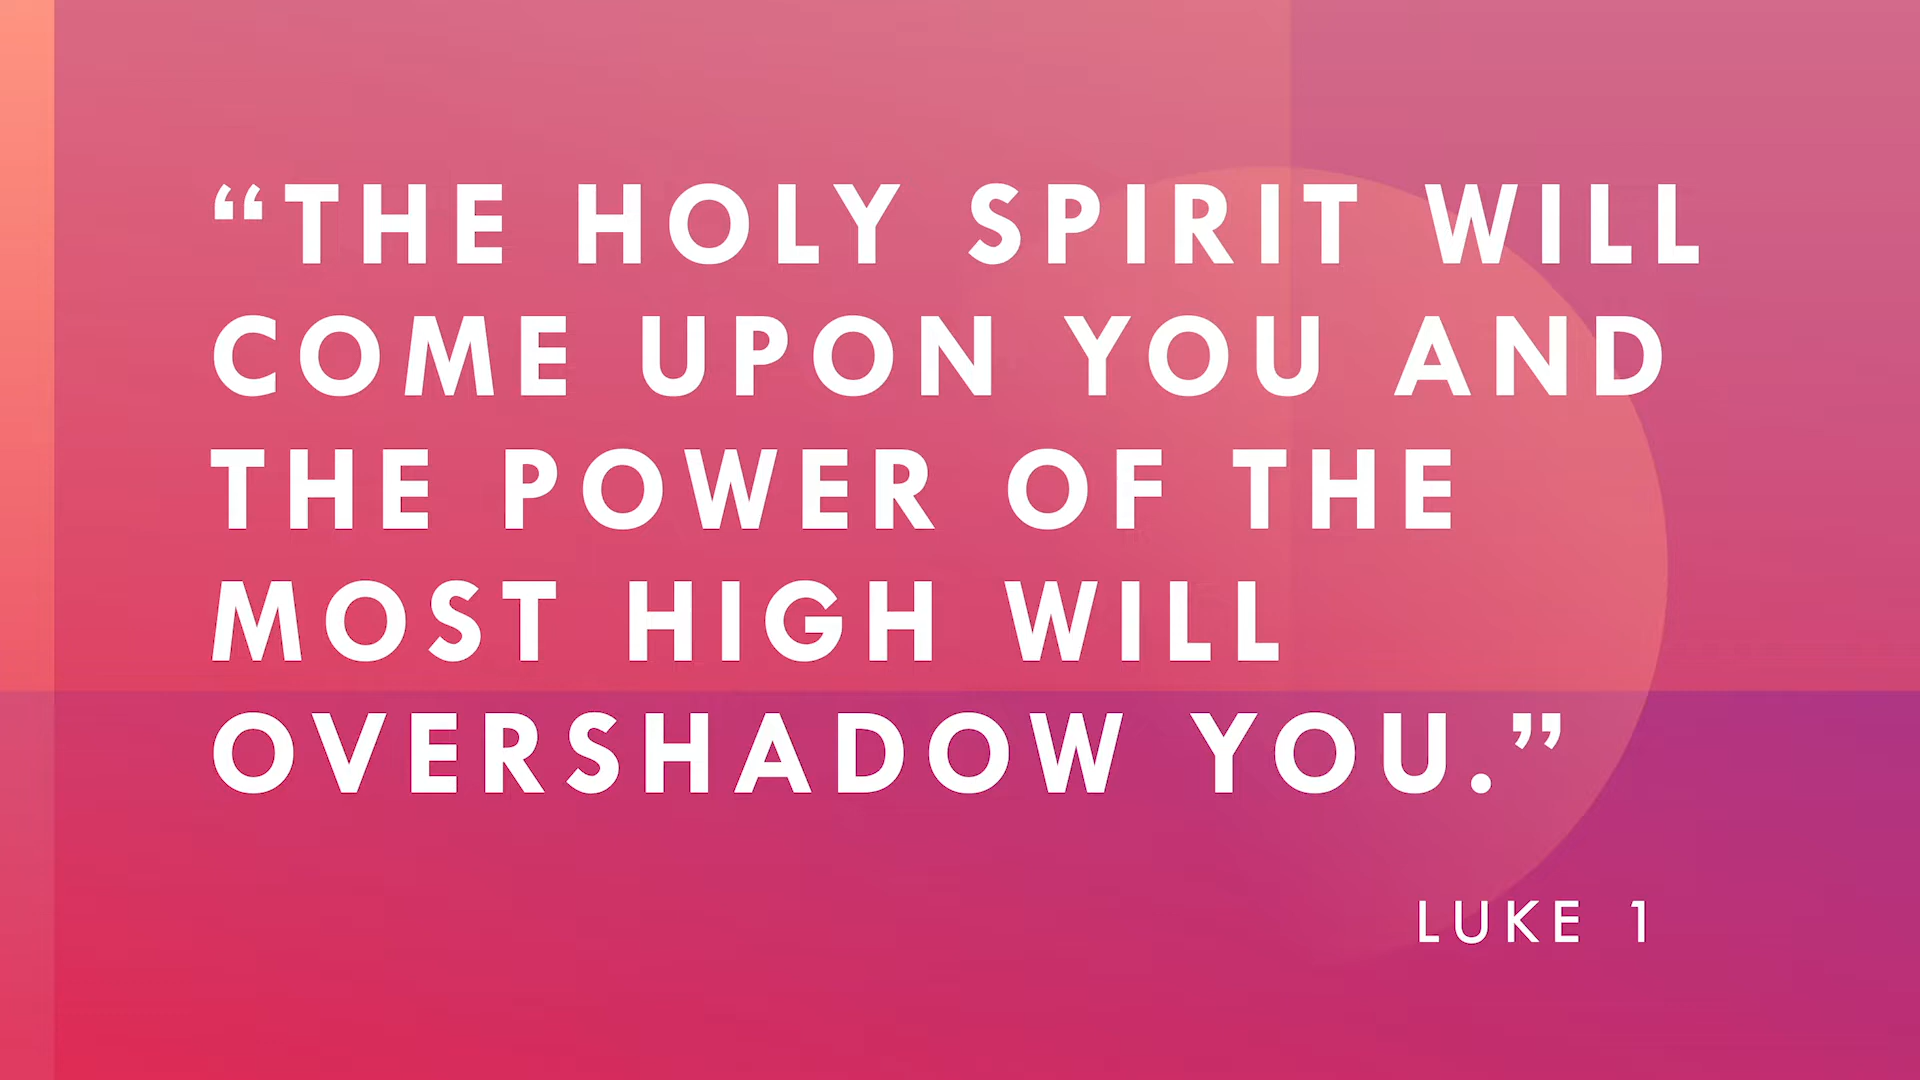 “THE HOLY SPIRIT WILL
COME UPON YOU AND
THE POWER OF THE
MOST HIGH WILL
OVERSHADOW YOU.”
LUKE 1